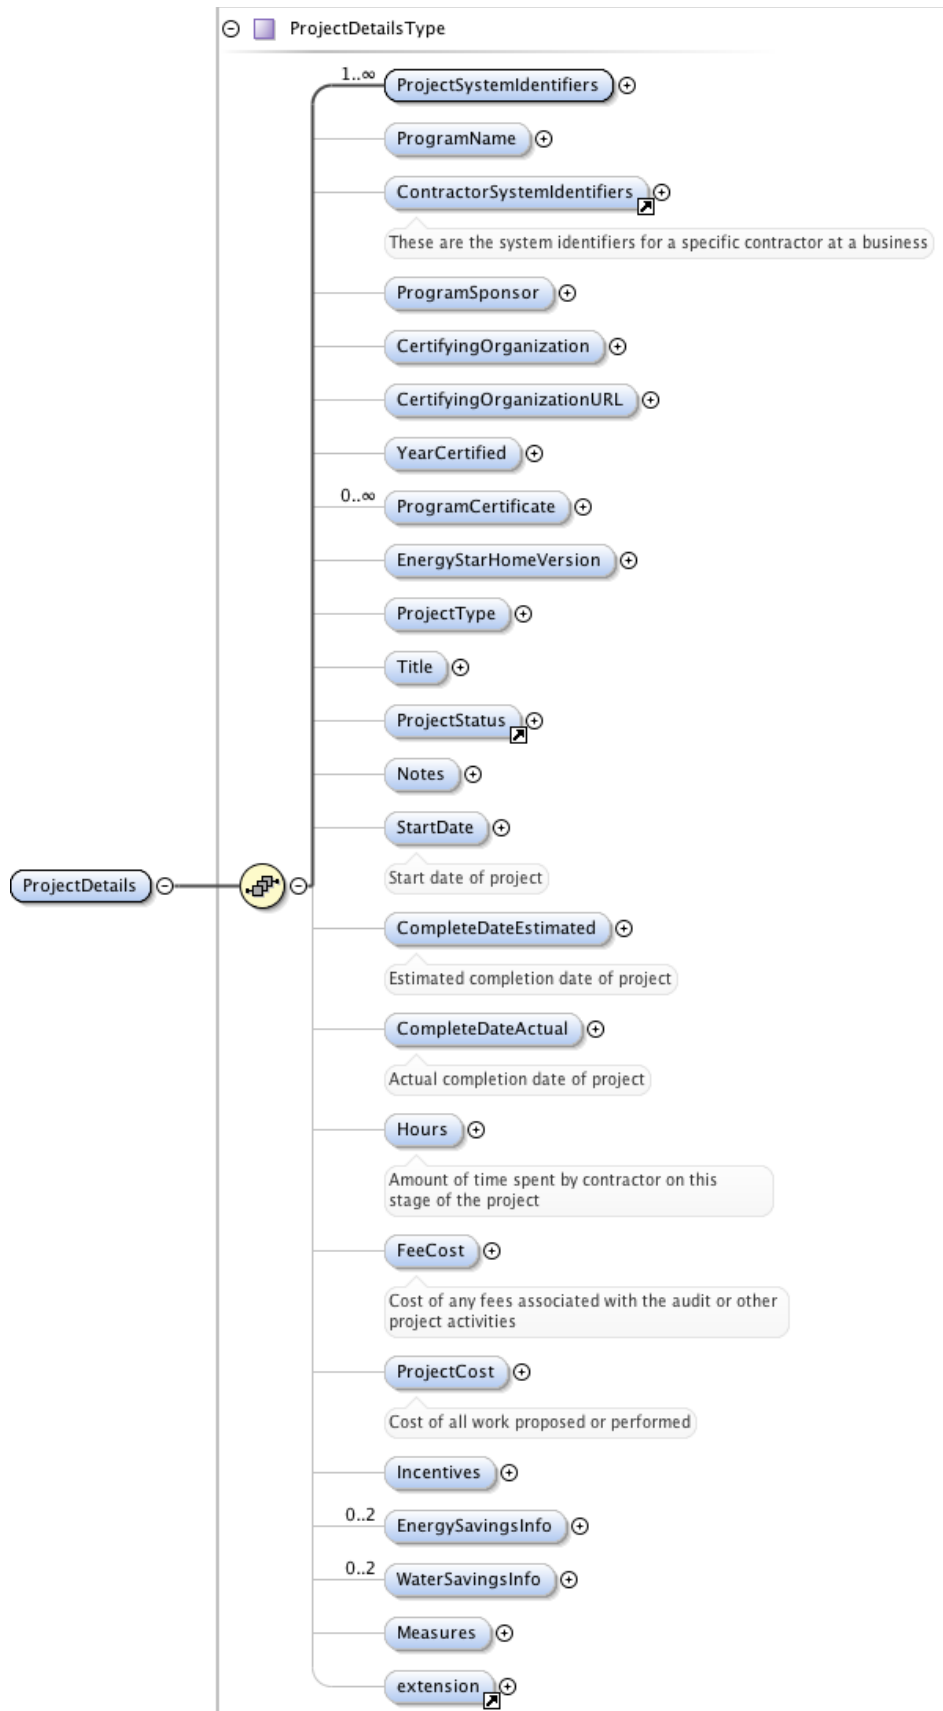 ProjectDetailsType
1..∞
ProjectSystemIdentifiers
ProgramName
ContractorSystemIdentifiers
These are the system identifiers for a specific contractor at a business
ProgramSponsor
CertifyingOrganization
CertifyingOrganizationURL
YearCertified
0..∞
ProgramCertificate
EnergyStarHomeVersion
ProjectType
Title
ProjectStatus
Notes
StartDate
Start date of project
ProjectDetails
CompleteDateEstimated
Estimated completion date of project
CompleteDateActual
Actual completion date of project
Hours
Amount of time spent by contractor on this
stage of the project
FeeCost
Cost of any fees associated with the audit or other
project activities
ProjectCost
Cost of all work proposed or performed
Incentives
0..2
EnergySavingsInfo
0..2
WaterSavingsInfo
Measures
extension